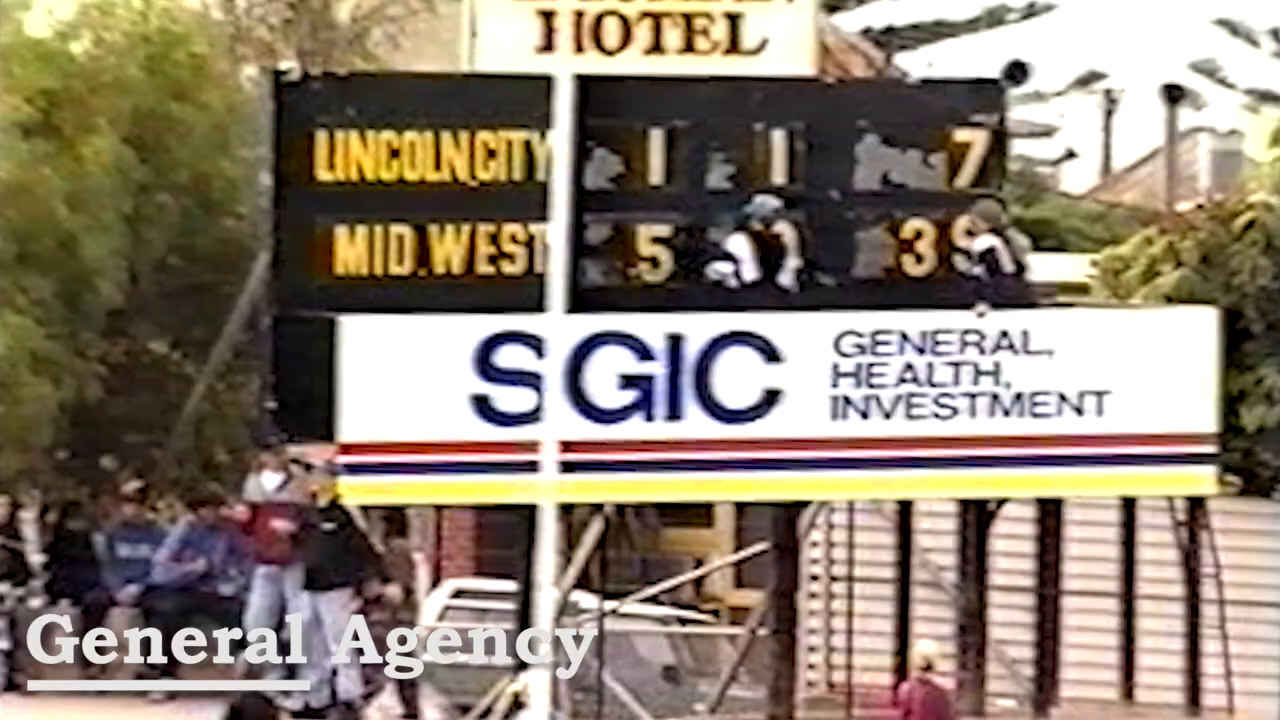 HOTEL
LINCOLN CITY 1 1 7
MID.WEST 5 3
SGIC
GENERAL,
HEALTH,
INVESTMENT
General Agency